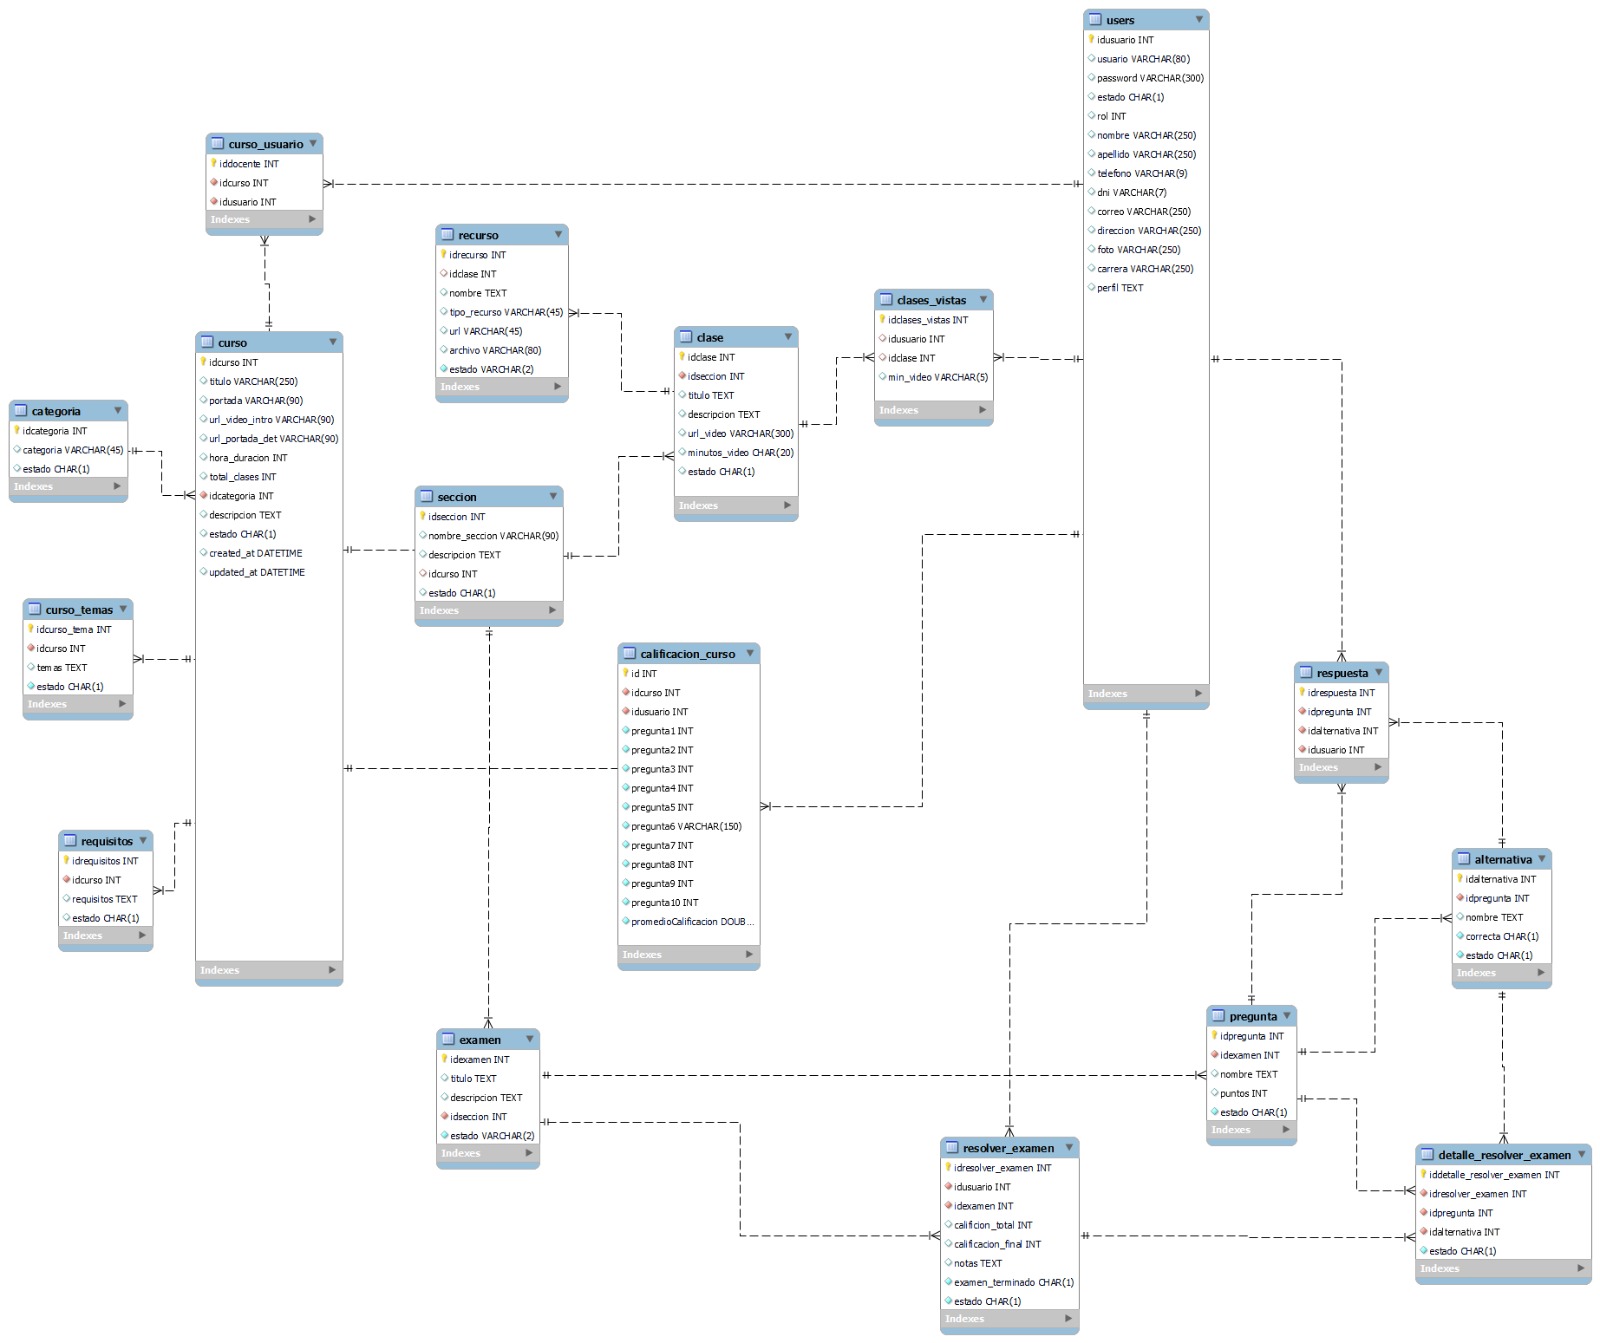 users
idusuario INT
usuario VARCHAR(80)
password VARCHAR(300)
estado CHAR(1)
rol INT
nombre VARCHAR(250)
apellido VARCHAR(250)
telefono VARCHAR(9)
dni VARCHAR(7)
correo VARCHAR(250)
direccion VARCHAR(250)
foto VARCHAR(250)
carrera VARCHAR(250)
perfil TEXT
Indexes
curso_usuario
iddocente INT
idcurso INT
idusuario INT
Indexes
recurso
idrecurso INT
idclase INT
nombre TEXT
tipo_recurso VARCHAR(45)
url VARCHAR(45)
archivo VARCHAR(80)
estado VARCHAR(2)
Indexes
clases_vistas
idclases_vistas INT
idusuario INT
idclase INT
min_video VARCHAR(5)
Indexes
clase
idclase INT
idseccion INT
titulo TEXT
descripcion TEXT
url_video VARCHAR(300)
minutos_video CHAR(20)
estado CHAR(1)
Indexes
curso
idcurso INT
titulo VARCHAR(250)
portada VARCHAR(90)
url_video_intro VARCHAR(90)
url_portada_det VARCHAR(90)
hora_duracion INT
total_clases INT
idcategoria INT
descripcion TEXT
estado CHAR(1)
created_at DATETIME
updated_at DATETIME
Indexes
categoria
idcategoria INT
categoria VARCHAR(45)
estado CHAR(1)
Indexes
seccion
idseccion INT
nombre_seccion VARCHAR(90)
descripcion TEXT
idcurso INT
estado CHAR(1)
Indexes
curso_temas
idcurso_tema INT
idcurso INT
temas TEXT
estado CHAR(1)
Indexes
calificacion_curso
id INT
idcurso INT
idusuario INT
pregunta1 INT
pregunta2 INT
pregunta3 INT
pregunta4 INT
pregunta5 INT
pregunta6 VARCHAR(150)
pregunta7 INT
pregunta8 INT
pregunta9 INT
pregunta10 INT
promedioCalificacion DOUB...
Indexes
respuesta
idrespuesta INT
idpregunta INT
idalternativa INT
idusuario INT
Indexes
requisitos
idrequisitos INT
idcurso INT
requisitos TEXT
estado CHAR(1)
Indexes
alternativa
idalternativa INT
idpregunta INT
nombre TEXT
correcta CHAR(1)
estado CHAR(1)
Indexes
pregunta
idpregunta INT
idexamen INT
nombre TEXT
puntos INT
estado CHAR(1)
Indexes
examen
idexamen INT
titulo TEXT
descripcion TEXT
idseccion INT
estado VARCHAR(2)
Indexes
resolver_examen
idresolver_examen INT
idusuario INT
idexamen INT
calificion_total INT
calificacion_final INT
notas TEXT
examen_terminado CHAR(1)
estado CHAR(1)
Indexes
detalle_resolver_examen
iddetalle_resolver_examen INT
idresolver_examen INT
idpregunta INT
idalternativa INT
estado CHAR(1)
Indexes